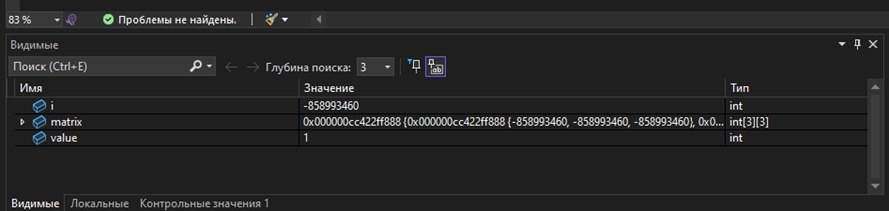 83 %
Проблемы не найдены.
Видимые
Поиск (Ctrl+E)
Глубина поиска: 3
Имя Значение Тип
i -858993460 int
matrix 0x000000cc422ff888 {0x000000cc422ff888 {-858993460, -858993460, -858993460}, 0x0... int[3][3]
value 1 int
Видимые Локальные Контрольные значения 1